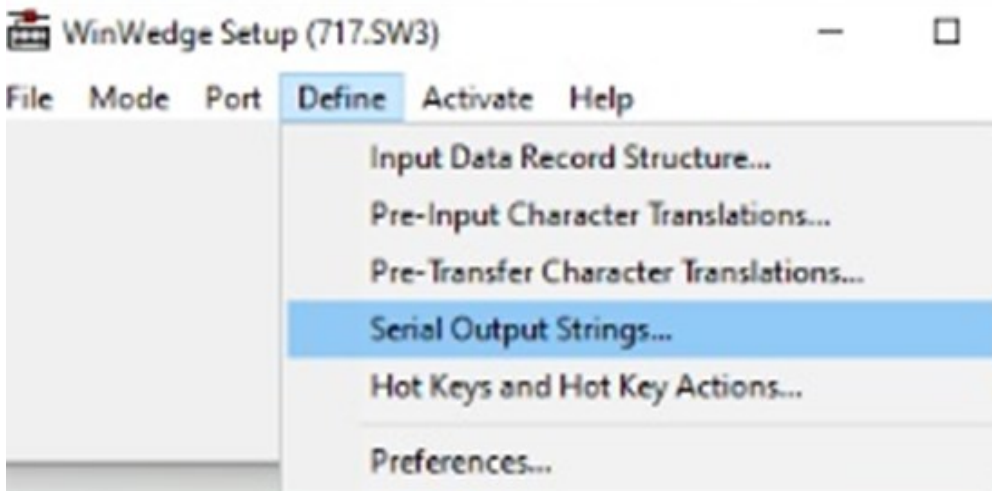 WinWedge Setup (717.SW3)
File Mode Port Define Activate Help
Input Data Record Structure...
Pre-Input Character Translations...
Pre-Transfer Character Translations...
Serial Output Strings...
Hot Keys and Hot Key Actions...
Preferences...